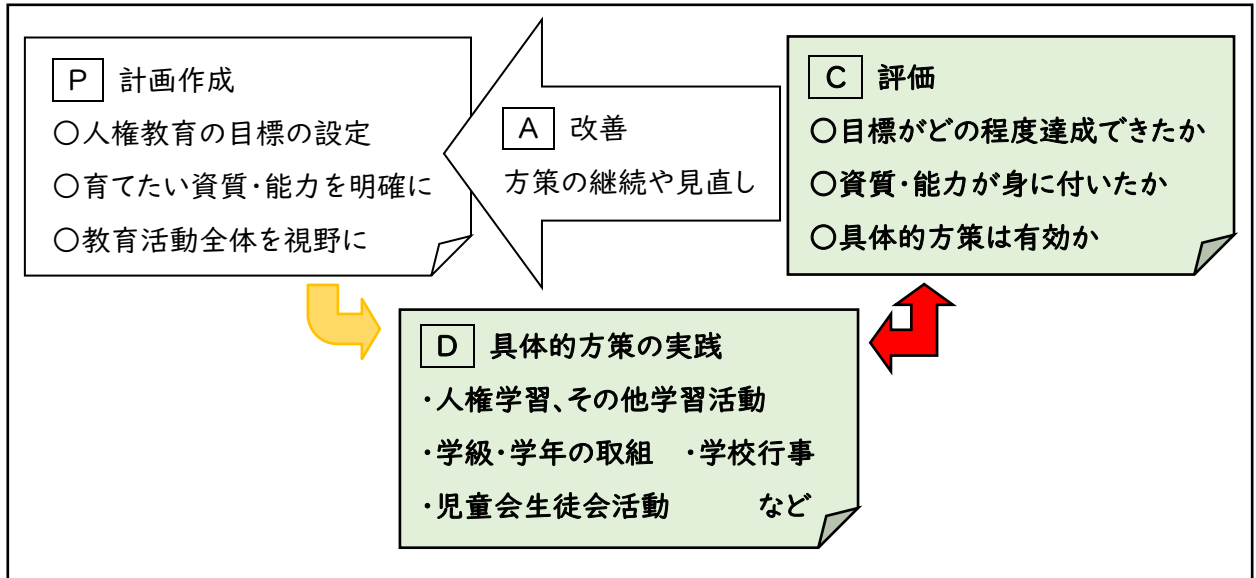 P 計画作成
〇人権教育の目標の設定
〇育てたい資質・能力を明確に
〇教育活動全体を視野に
A 改善
方策の継続や見直し
C 評価
〇目標がどの程度達成できたか
〇資質・能力が身に付いたか
〇具体的方策は有効か
D 具体的方策の実践
・人権学習、その他学習活動
・学級・学年の取組 ・学校行事
・児童会生徒会活動 など